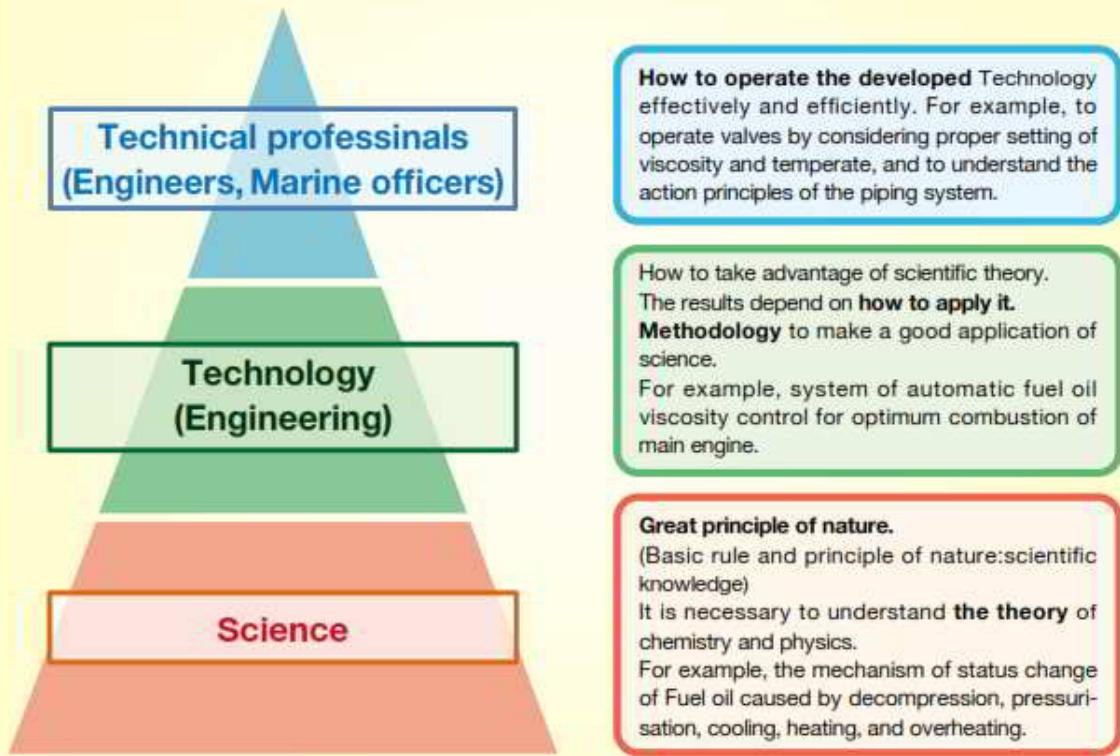 Technical professinals
(Engineers, Marine officers)
How to operate the developed Technology
effectively and efficiently. For example, to
operate valves by considering proper setting of
viscosity and temperate, and to understand the
action principles of the piping system.
Technology
(Engineering)
How to take advantage of scientific theory.
The results depend on how to apply it.
Methodology to make a good application of
science.
For example, system of automatic fuel oil
viscosity control for optimum combustion of
main engine.
Science
Great principle of nature.
(Basic rule and principle of nature:scientific
knowledge)
It is necessary to understand the theory of
chemistry and physics.
For example, the mechanism of status change
of Fuel oil caused by decompression, pressuri-
sation, cooling, heating, and overheating.